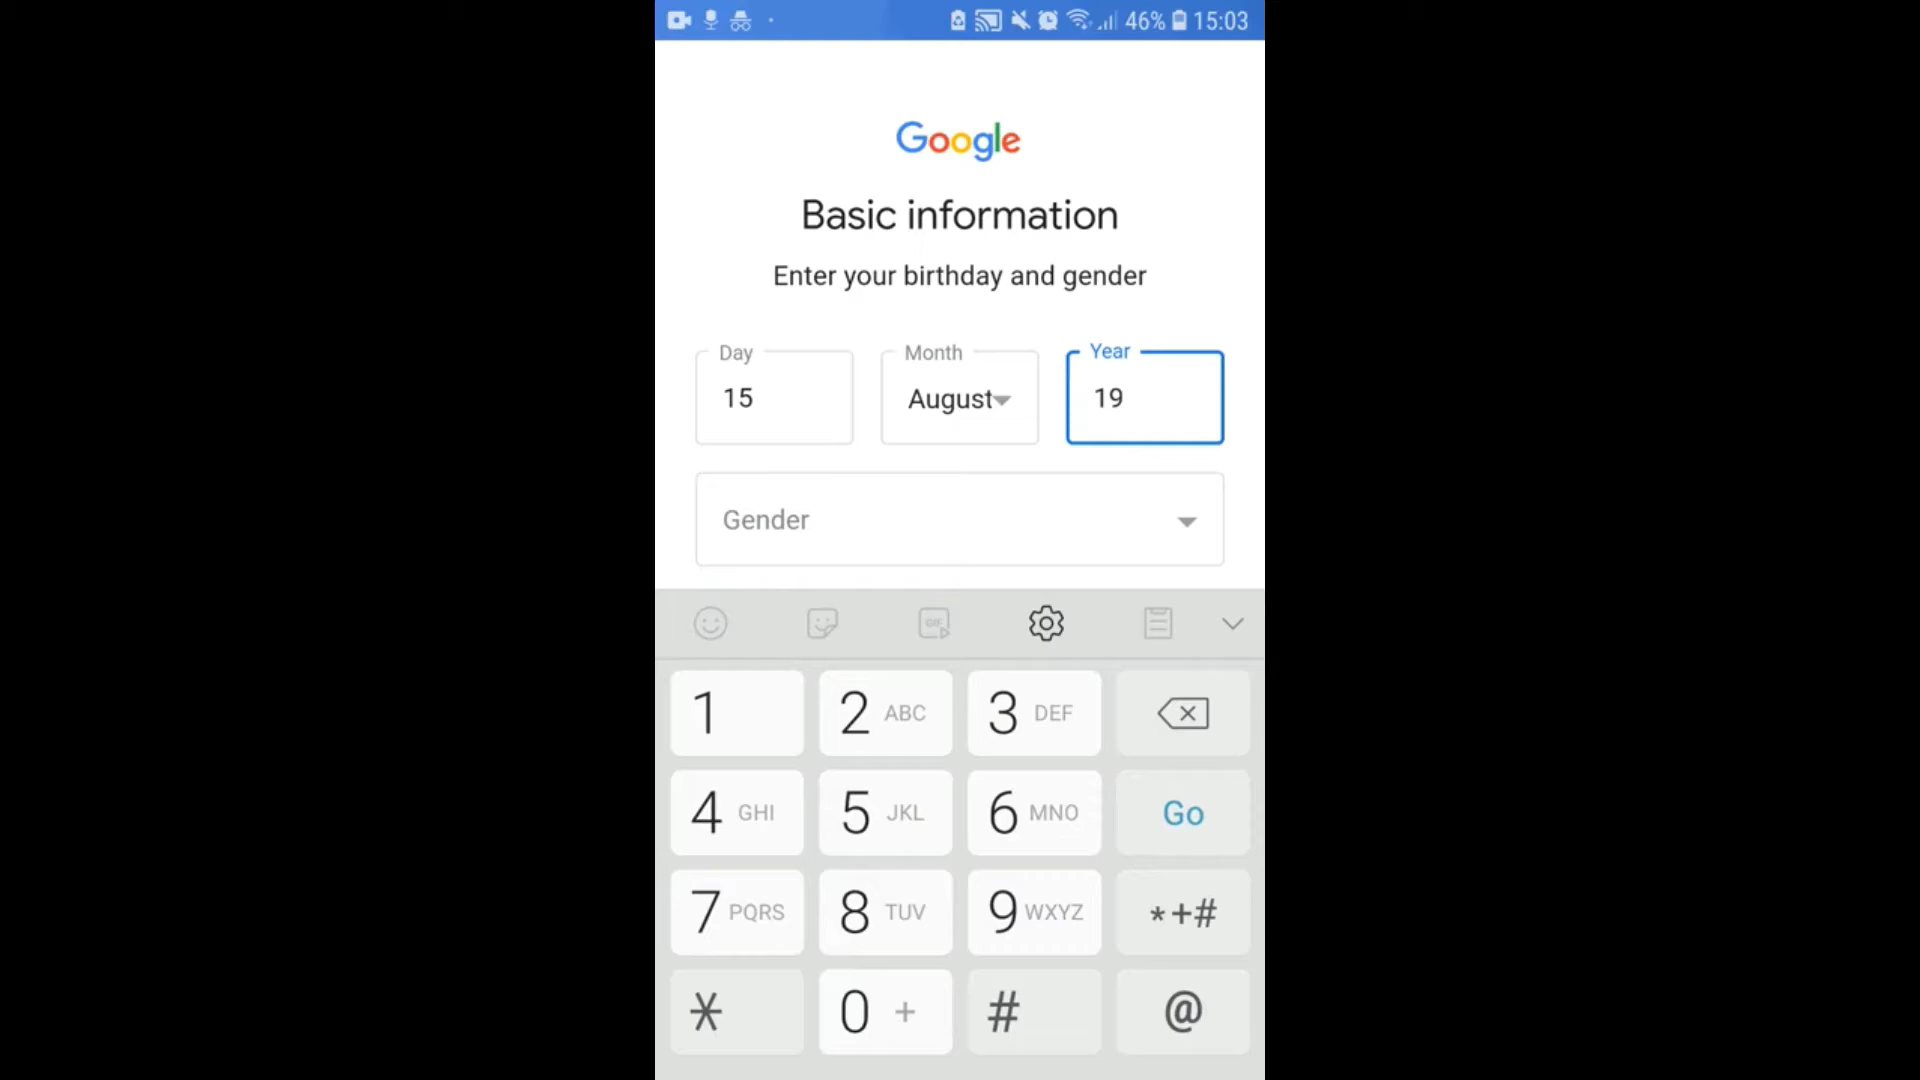 46% 15:03
Google
Basic information
Enter your birthday and gender
Day Month Year
15 August 19
Gender
GIF
1 2 ABC 3 DEF
4 GHI 5 JKL 6 MNO Go
7 PQRS 8 TUV 9 WXYZ *+#
* 0 + # @